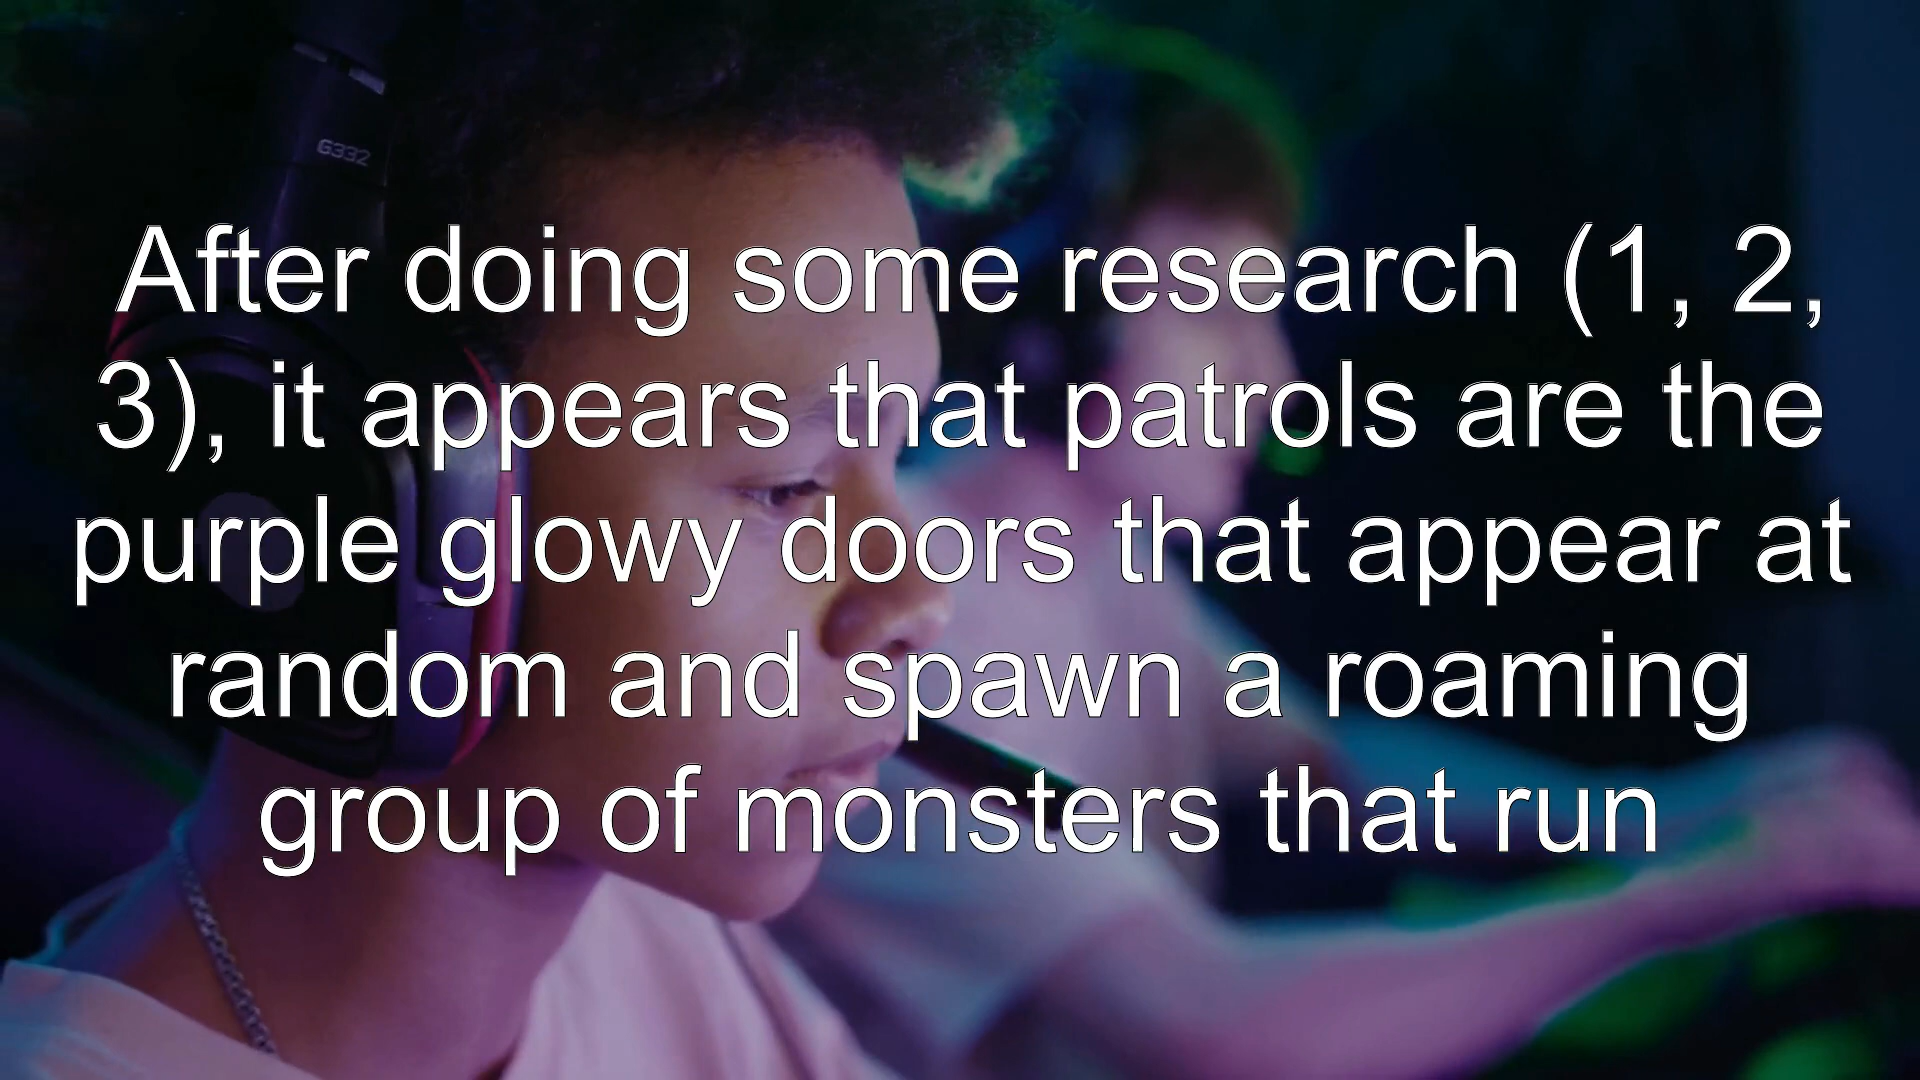 G332
After doing some research (1, 2,
3), it appears that patrols are the
purple glowy doors that appear at
random and spawn a roaming
group of monsters that run